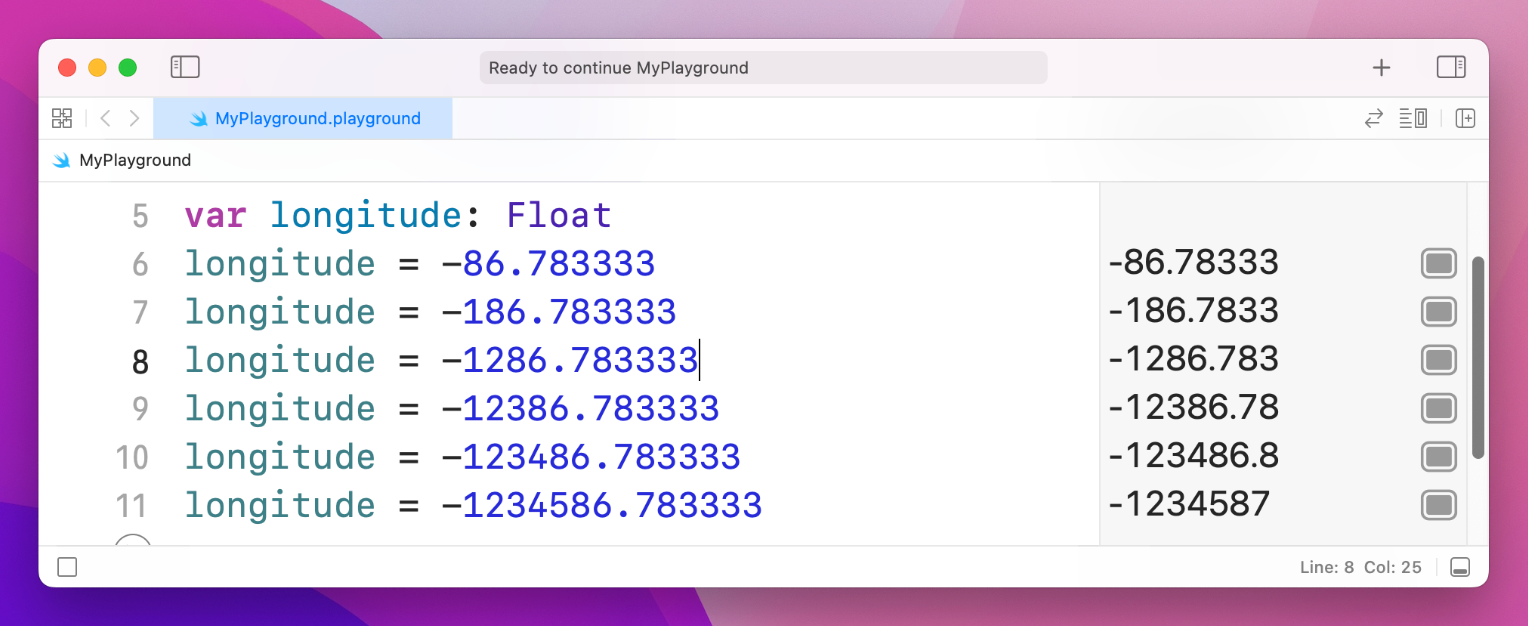 Ready to continue MyPlayground
MyPlayground.playground
MyPlayground
5 var longitude: Float
6 longitude = -86.783333 -86.78333
7 longitude = -186.783333 -186.7833
8 longitude = -1286.783333 -1286.783
9 longitude = -12386.783333 -12386.78
10 longitude = -123486.783333 -123486.8
11 longitude = -1234586.783333 -1234587
Line: 8 Col: 25